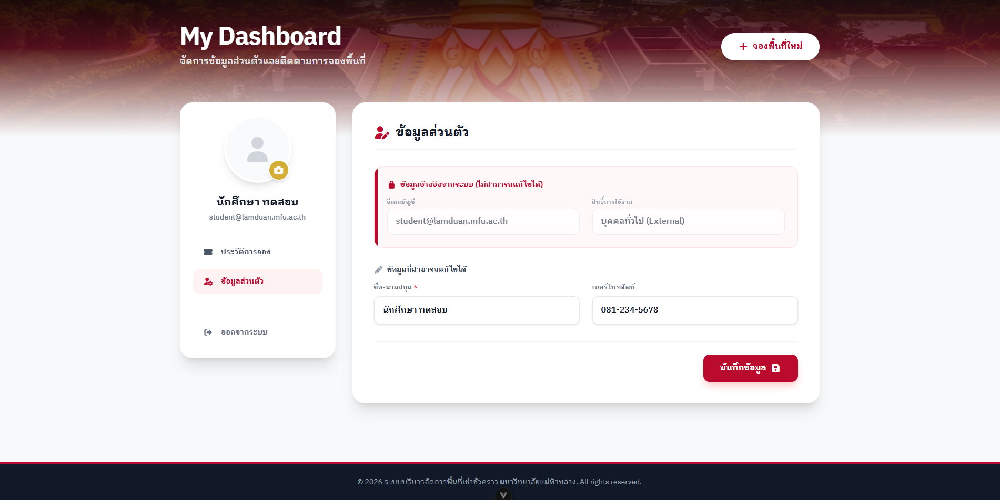 My Dashboard
จัดการข้อมูลส่วนตัวและติดตามการจองพื้นที่
จองพื้นที่ใหม่
นักศึกษา ทดสอบ
student@lamduan.mfu.ac.th
ประวัติการจอง
ข้อมูลส่วนตัว
ออกจากระบบ
ข้อมูลส่วนตัว
ข้อมูลอ้างอิงจากระบบ (ไม่สามารถแก้ไขได้)
อีเมลบัญชี
สิทธิ์การใช้งาน
student@lamduan.mfu.ac.th
บุคคลทั่วไป (External)
ข้อมูลที่สามารถแก้ไขได้
ชื่อ-นามสกุล *
เบอร์โทรศัพท์
นักศึกษา ทดสอบ
081-234-5678
บันทึกข้อมูล
© 2026 ระบบบริหารจัดการพื้นที่เช่าชั่วคราว มหาวิทยาลัยแม่ฟ้าหลวง. All rights reserved.